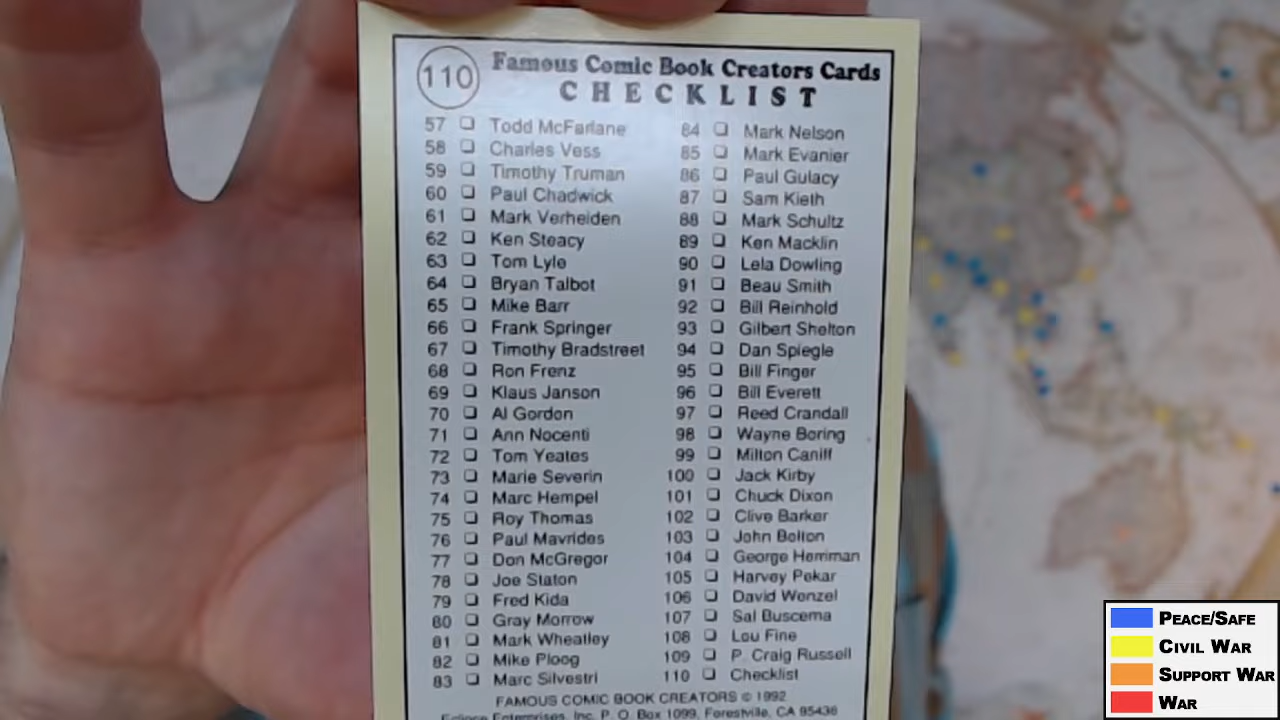 110
Famous Comic Book Creators Cards
CHECKLIST
57 Todd McFarlane
58 Charles Vess
59 Timothy Truman
60 Paul Chadwick
61 Mark Verheiden
62 Ken Steacy
63 Tom Lyle
64 Bryan Talbot
65 Mike Barr
66 Frank Springer
67 Timothy Bradstreet
68 Ron Frenz
69 Klaus Janson
70 Al Gordon
71 Ann Nocenti
72 Tom Yeates
73 Marie Severin
74 Marc Hempel
75 Roy Thomas
76 Paul Mavrides
77 Don McGregor
78 Joe Staton
79 Fred Kida
80 Gray Morrow
81 Mark Wheatley
82 Mike Ploog
83 Marc Silvestri
84 Mark Nelson
85 Mark Evanier
86 Paul Gulacy
87 Sam Kieth
88 Mark Schultz
89 Ken Macklin
90 Lela Dowling
91 Beau Smith
92 Bill Reinhold
93 Gilbert Shelton
94 Dan Spiegle
95 Bill Finger
96 Bill Everett
97 Reed Crandall
98 Wayne Boring
99 Milton Caniff
100 Jack Kirby
101 Chuck Dixon
102 Clive Barker
103 John Bolton
104 George Herriman
105 Harvey Pekar
106 David Wenzel
107 Sal Buscema
108 Lou Fine
109 P. Craig Russell
110 Checklist
FAMOUS COMIC BOOK CREATORS © 1992
Eclipse Enterprises, Inc. P. O. Box 1099, Forestville, CA 95436
Peace/Safe
Civil War
Support War
War